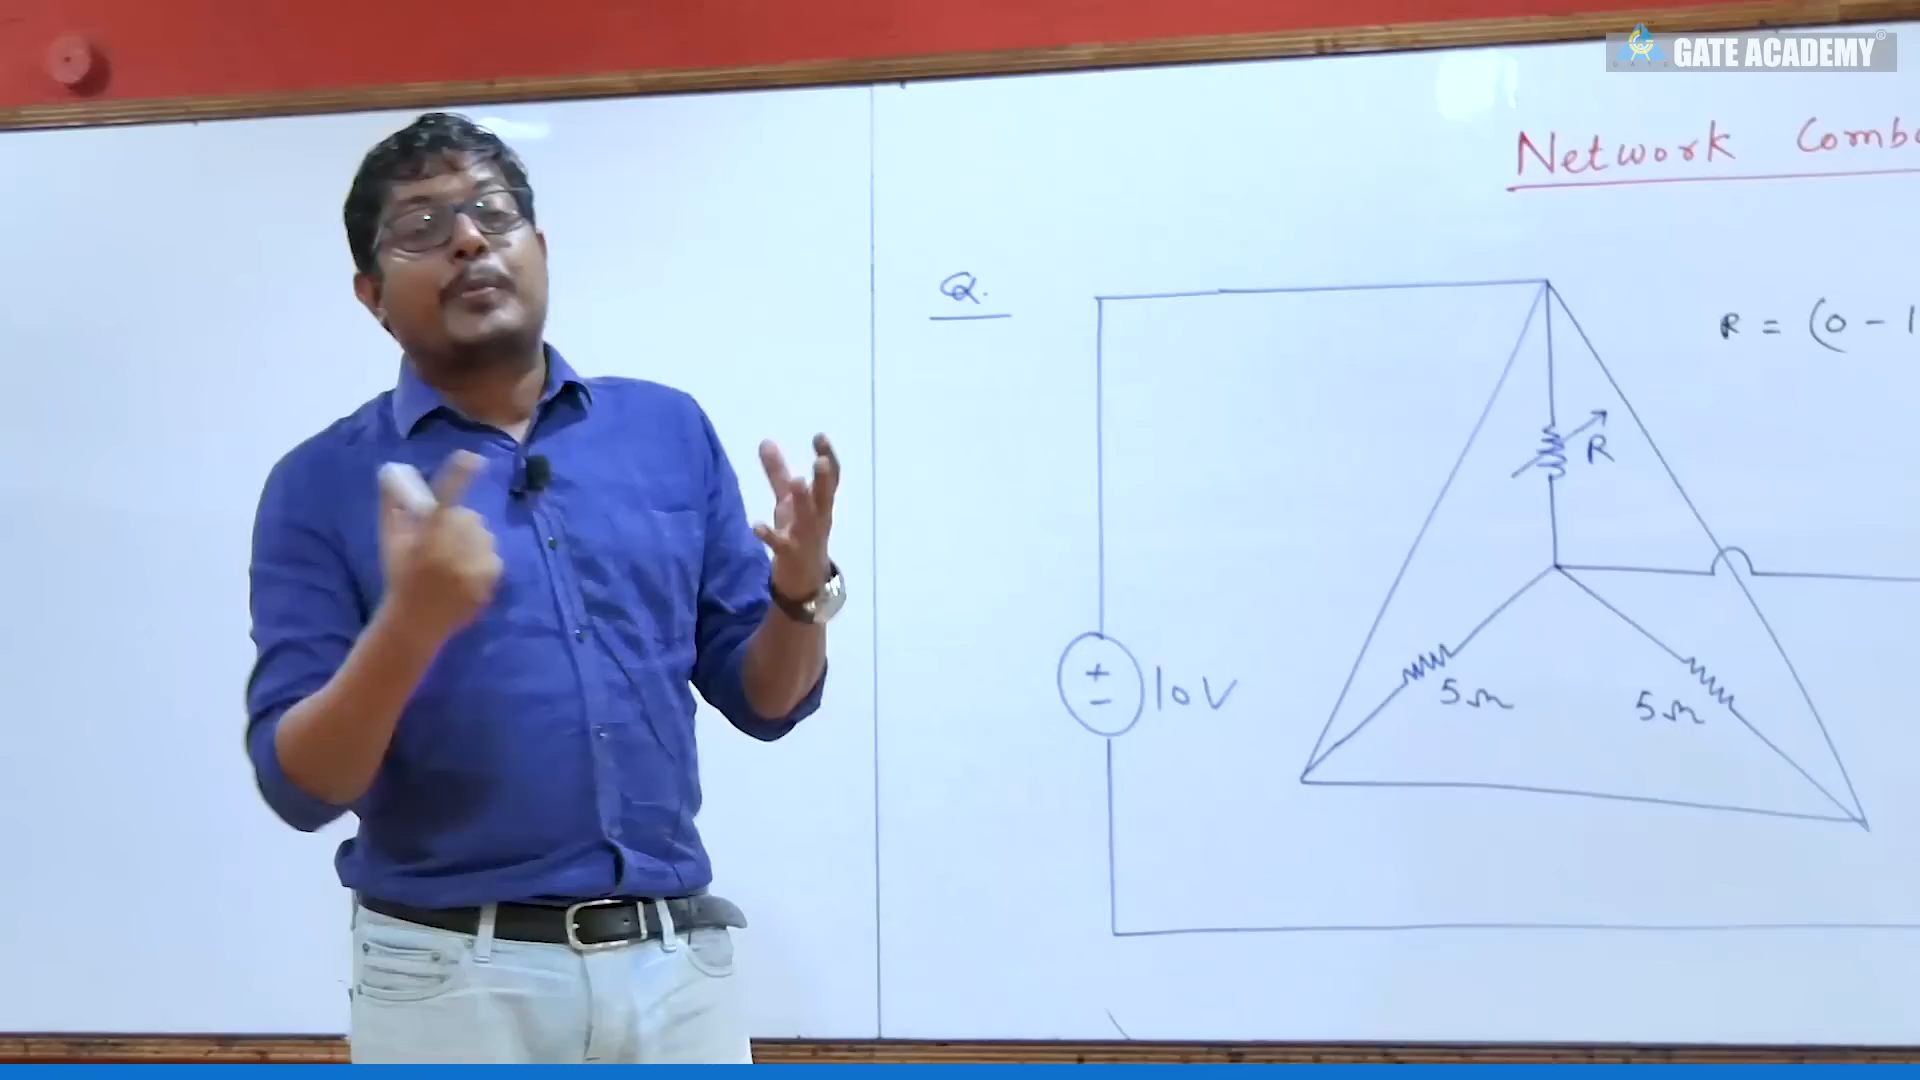 GATE ACADEMY®
Network
Q.
R = (0 - 1
R
+
-
10V
5Ω
5Ω